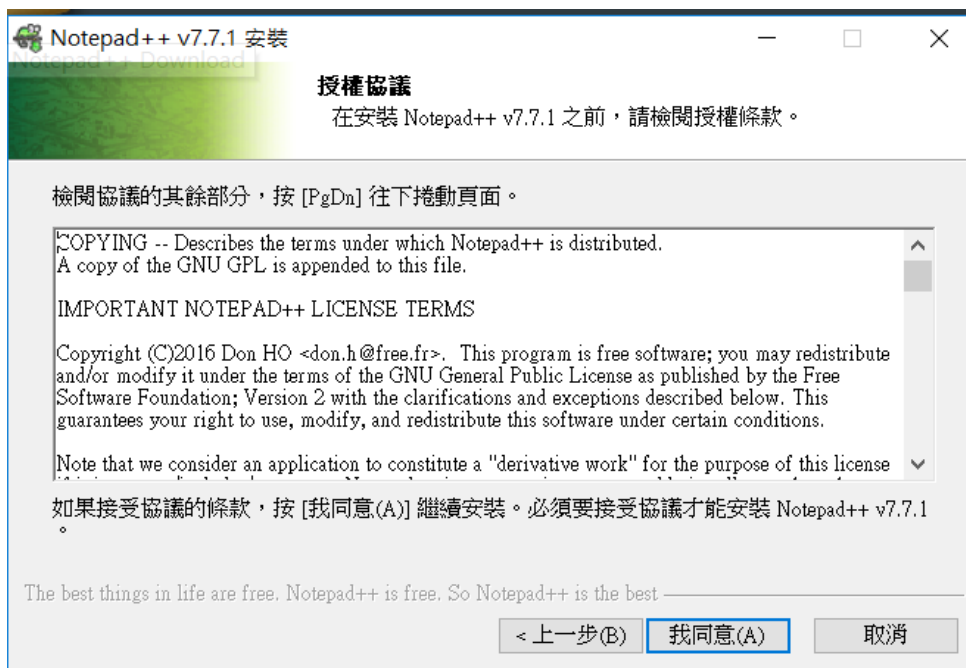 Notepad++ v7.7.1 安裝
Notepad++ Download
授權協議
在安裝 Notepad++ v7.7.1 之前，請檢閱授權條款。
檢閱協議的其餘部分，按 [PgDn] 往下捲動頁面。
COPYING -- Describes the terms under which Notepad++ is distributed.
A copy of the GNU GPL is appended to this file.
IMPORTANT NOTEPAD++ LICENSE TERMS
Copyright (C)2016 Don HO <don.h@free.fr>. This program is free software; you may redistribute
and/or modify it under the terms of the GNU General Public License as published by the Free
Software Foundation; Version 2 with the clarifications and exceptions described below. This
guarantees your right to use, modify, and redistribute this software under certain conditions.
Note that we consider an application to constitute a "derivative work" for the purpose of this license
如果接受協議的條款，按 [我同意(A)] 繼續安裝。必須要接受協議才能安裝 Notepad++ v7.7.1
。
The best things in life are free. Notepad++ is free. So Notepad++ is the best
< 上一步(B)
我同意(A)
取消